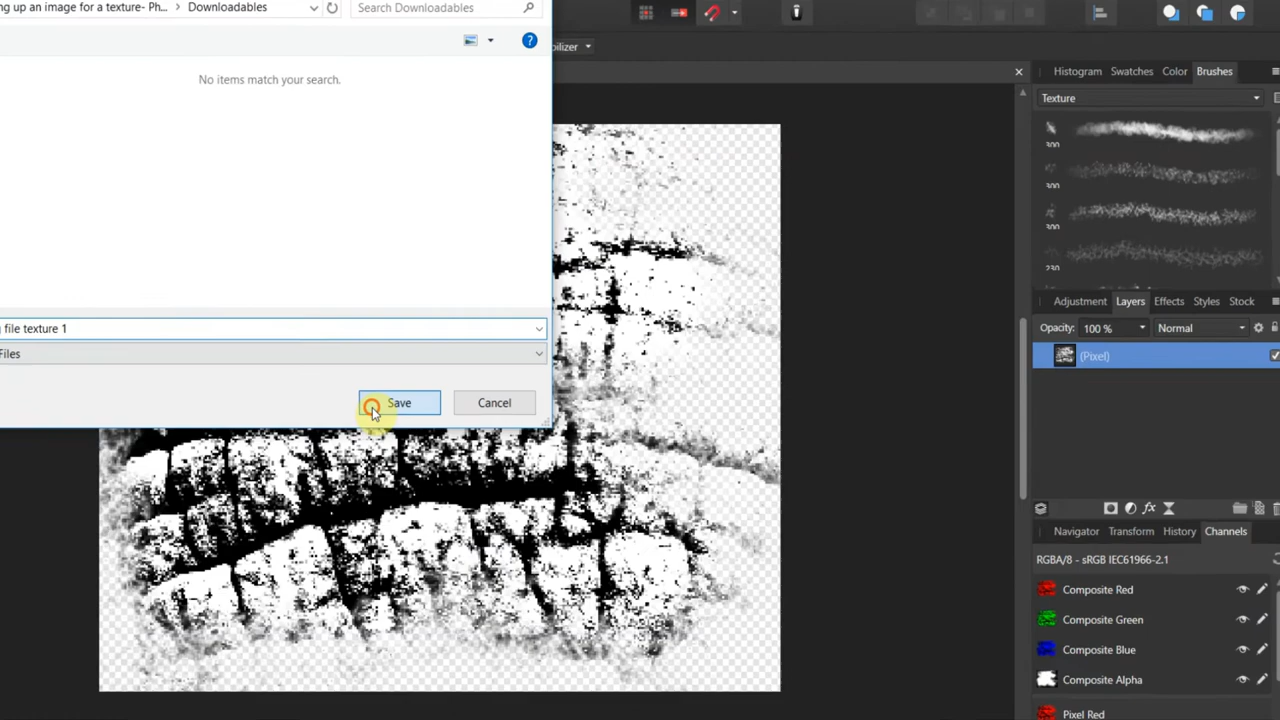 ng up an image for a texture- Ph... > Downloadables
Search Downloadables
No items match your search.
file texture 1
Files
Save
Cancel
bilizer
Histogram Swatches Color Brushes
Texture
300
300
300
230
Adjustment Layers Effects Styles Stock
Opacity: 100 % Normal
(Pixel)
fx
Navigator Transform History Channels
RGBA/8 - sRGB IEC61966-2.1
Composite Red
Composite Green
Composite Blue
Composite Alpha
Pixel Red